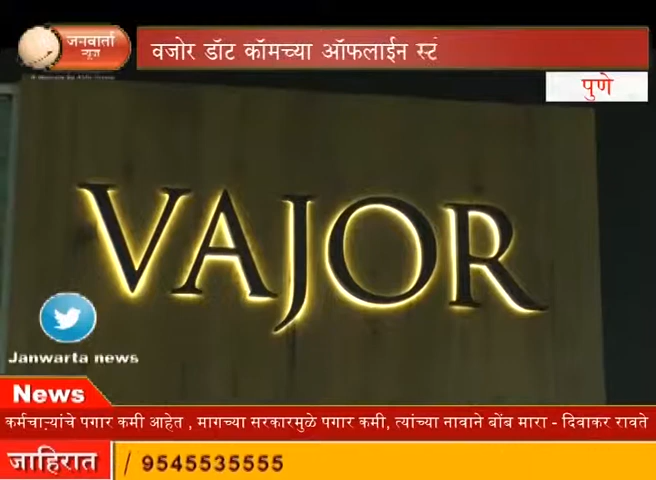 जनवार्ता
न्यूज
वजोर डॉट कॉमच्या ऑफलाईन स्ट
पुणे
VAJOR
Janwarta news
News
कर्मचाऱ्यांचे पगार कमी आहेत , मागच्या सरकारमुळे पगार कमी, त्यांच्या नावाने बोंब मारा - दिवाकर रावते
जाहिरात / 9545535555